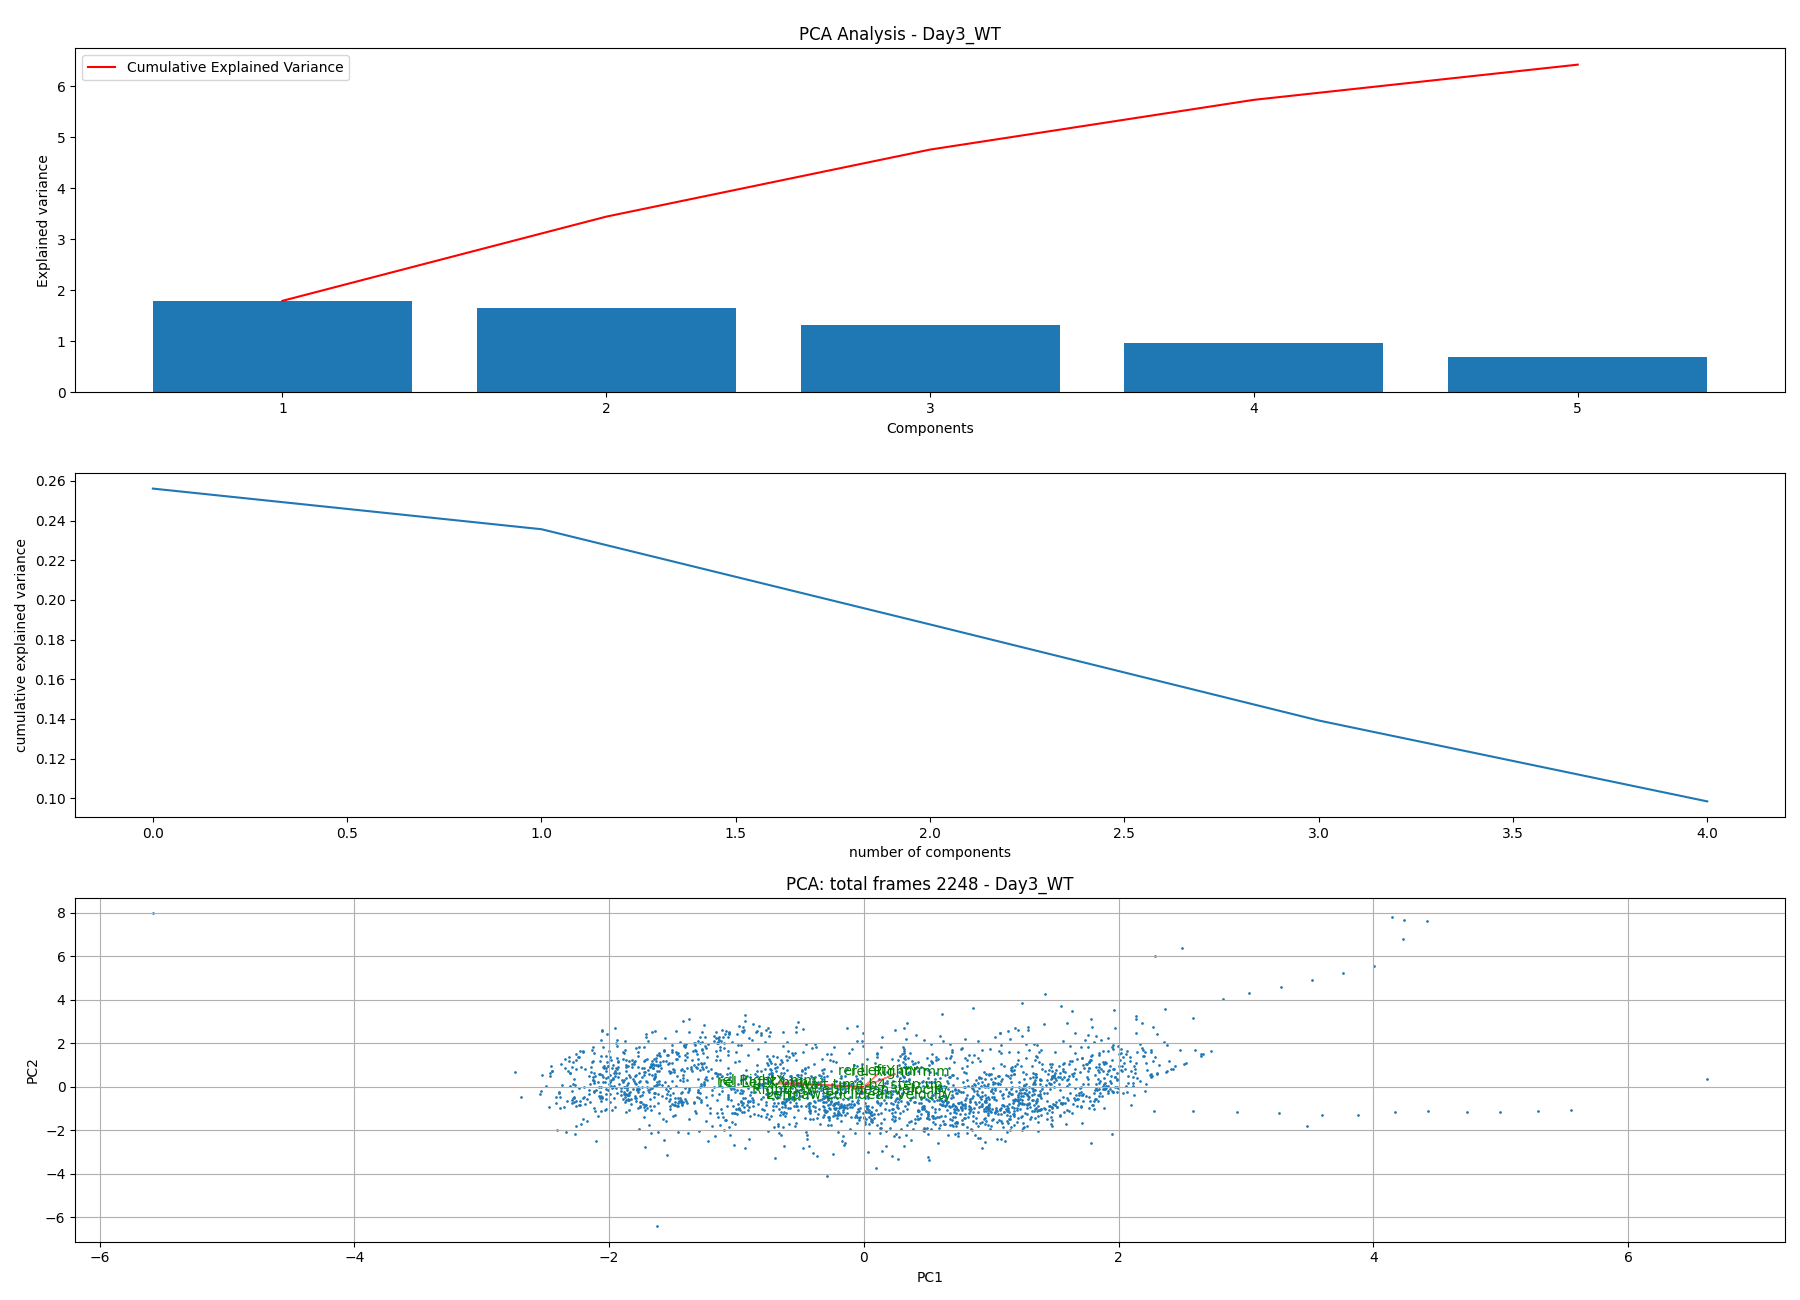 PCA Analysis - Day3_WT
Cumulative Explained Variance
Explained variance
6
5
4
3
2
1
0
1 2 3 4 5
Components
cumulative explained variance
0.26
0.24
0.22
0.20
0.18
0.16
0.14
0.12
0.10
0.0 0.5 1.0 1.5 2.0 2.5 3.0 3.5 4.0
number of components
PCA: total frames 2248 - Day3_WT
PC2
8
6
4
2
0
−2
−4
−6
−6 −4 −2 0 2 4 6
PC1